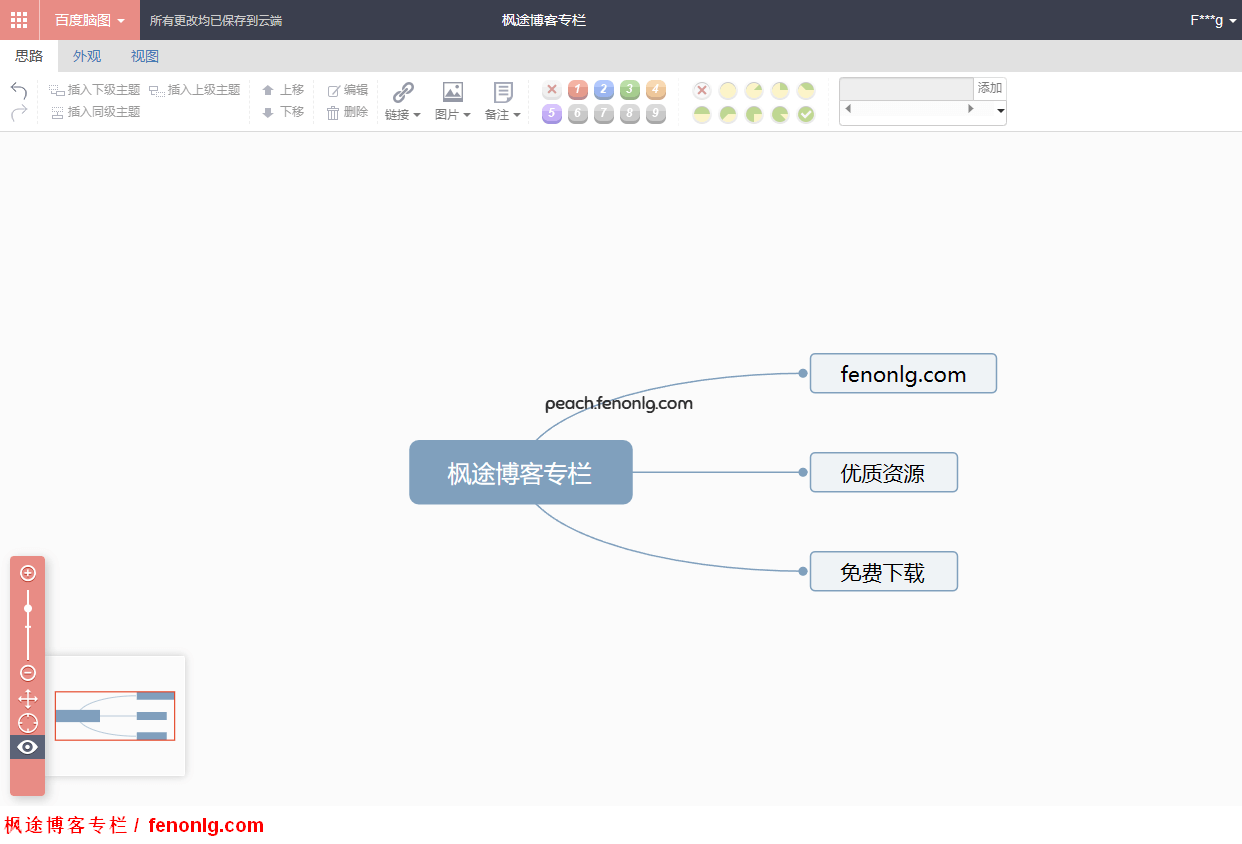 百度脑图 所有更改均已保存到云端 枫途博客专栏 F***g
思路 外观 视图
插入下级主题 插入上级主题 上移 编辑 1 2 3 4 添加
插入同级主题 下移 删除 链接 图片 备注 5 6 7 8 9
fenonlg.com
peach.fenonlg.com
枫途博客专栏
优质资源
免费下载
枫途博客专栏 / fenonlg.com